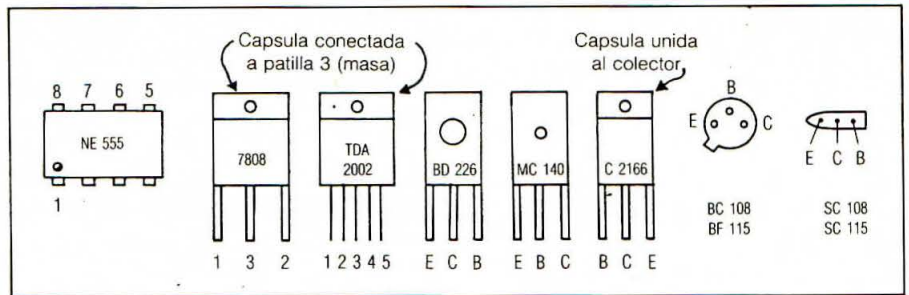 Capsula conectada
a patilla 3 (masa)
Capsula unida
al colector
8 7 6 5
NE 555
1
7808
1 3 2
TDA
2002
1 2 3 4 5
BD 226
E C B
MC 140
E B C
C 2166
B C E
B
E C
BC 108
BF 115
E C B
SC 108
SC 115